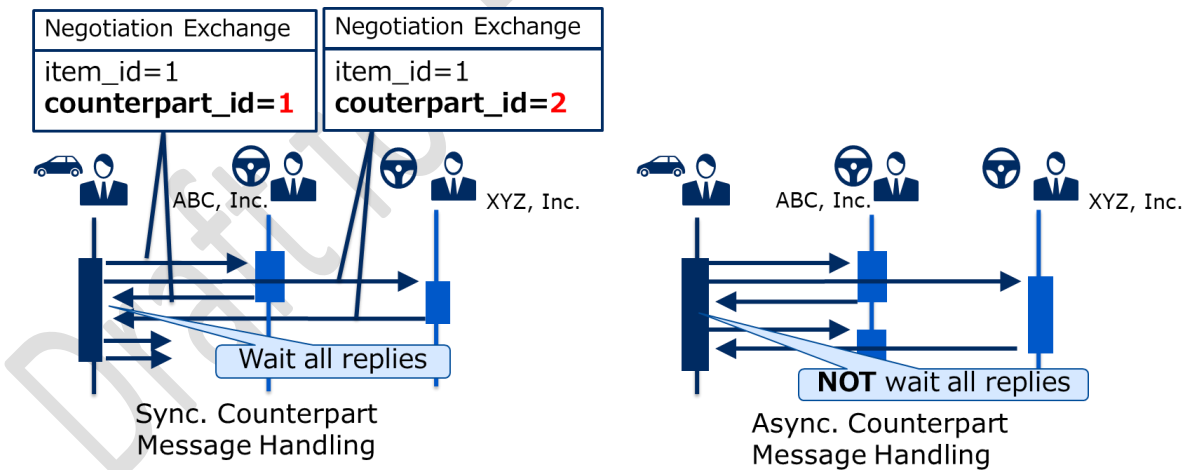 Negotiation Exchange
item_id=1
counterpart_id=1
Negotiation Exchange
item_id=1
couterpart_id=2
ABC, Inc.
XYZ, Inc.
Wait all replies
Sync. Counterpart
Message Handling
ABC, Inc.
XYZ, Inc.
NOT wait all replies
Async. Counterpart
Message Handling
Draft